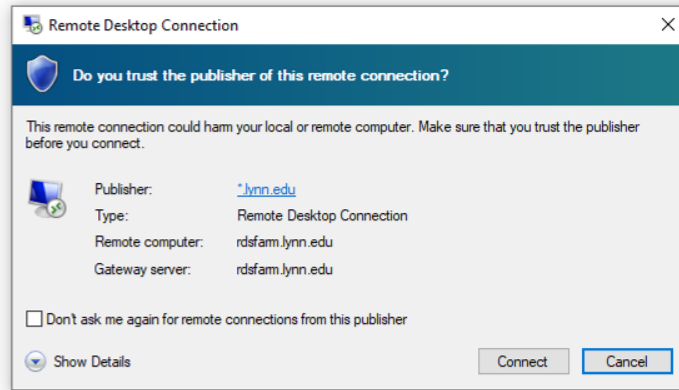 Remote Desktop Connection
Do you trust the publisher of this remote connection?
This remote connection could harm your local or remote computer. Make sure that you trust the publisher
before you connect.
Publisher: *.lynn.edu
Type: Remote Desktop Connection
Remote computer: rdsfarm.lynn.edu
Gateway server: rdsfarm.lynn.edu
Don't ask me again for remote connections from this publisher
Show Details Connect Cancel